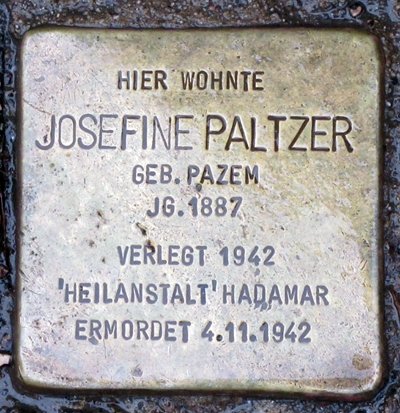 HIER WOHNTE
JOSEFINE PALTZER
GEB. PAZEM
JG. 1887
VERLEGT 1942
'HEILANSTALT' HADAMAR
ERMORDET 4.11.1942